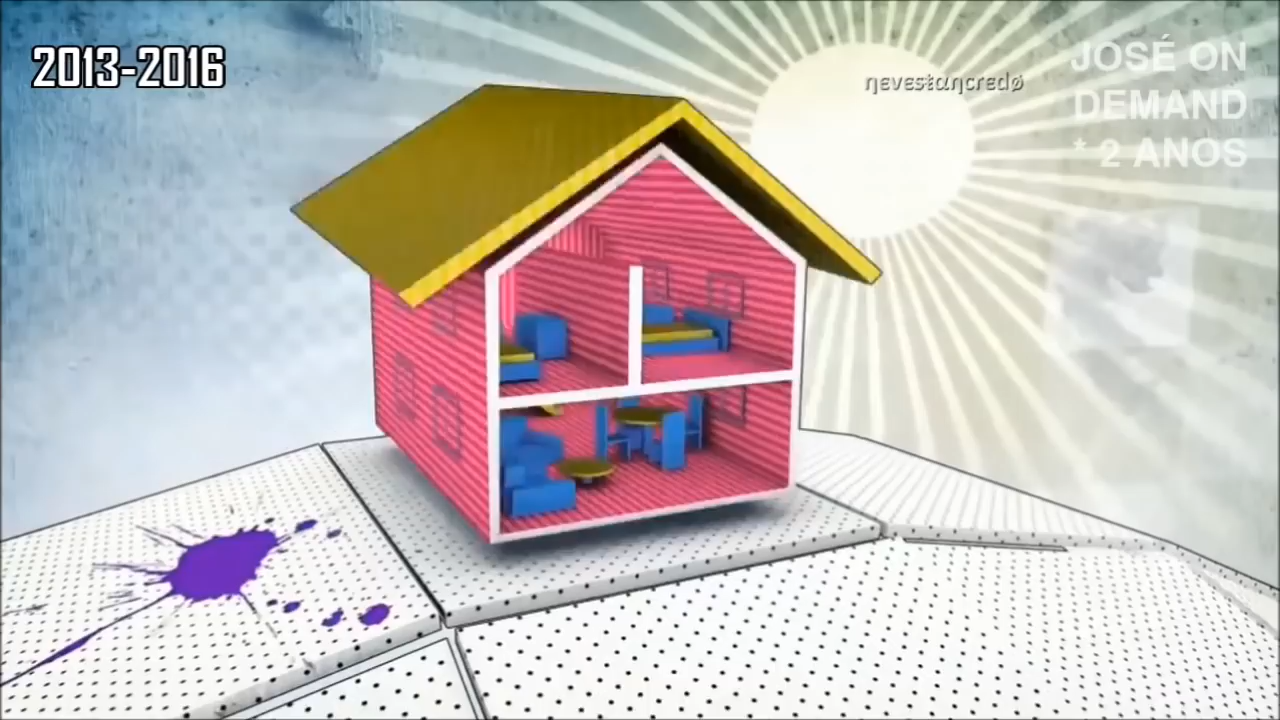 2013-2016
ηevestαηcredø
JOSÉ ON
DEMAND
* 2 ANOS